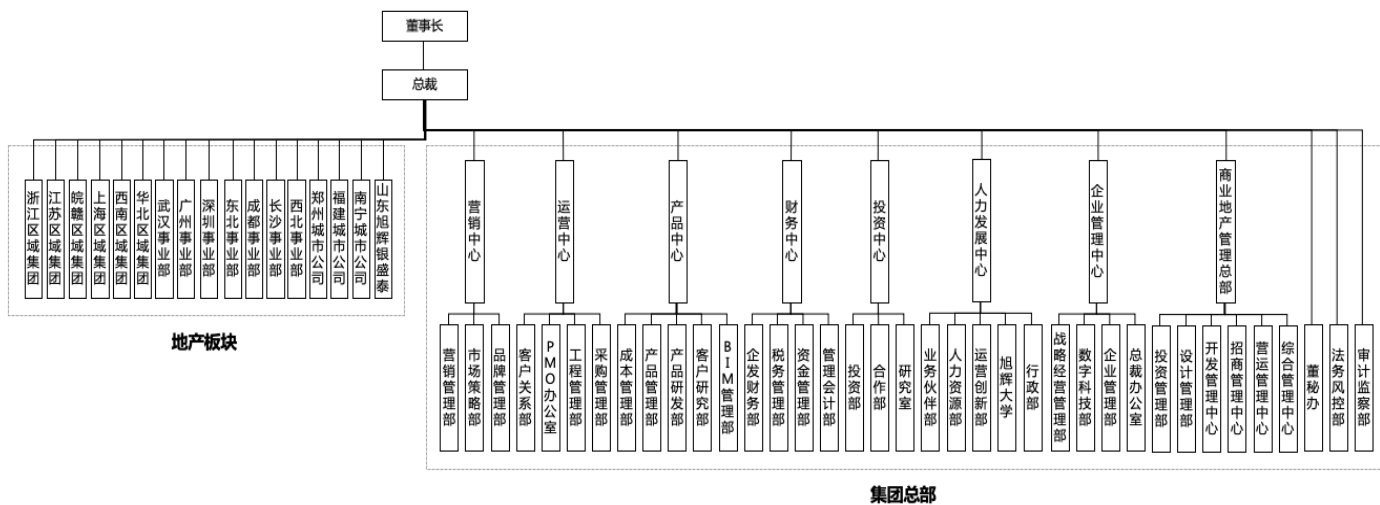 董事长
总裁
浙江区域集团
江苏区域集团
皖赣区域集团
上海区域集团
西南区域集团
华北区域集团
武汉事业部
广州事业部
深圳事业部
东北事业部
成都事业部
长沙事业部
西北事业部
郑州城市公司
福建城市公司
南宁城市公司
山东旭辉银盛泰
地产板块
营销中心
运营中心
产品中心
财务中心
投资中心
人力发展中心
企业管理中心
商业地产管理总部
营销管理部
市场策略部
品牌管理部
客户关系部
PMO办公室
工程管理部
采购管理部
成本管理部
产品管理部
产品研发部
客户研究部
BIM管理部
企发财务部
税务管理部
资金管理部
管理会计部
投资部
合作部
研究室
业务伙伴部
人力资源部
运营创新部
旭辉大学
行政部
战略经营管理部
数字科技部
企业管理部
总裁办公室
投资管理部
设计管理部
开发管理中心
招商管理中心
营运管理中心
综合管理中心
董秘办
法务风控部
审计监察部
集团总部